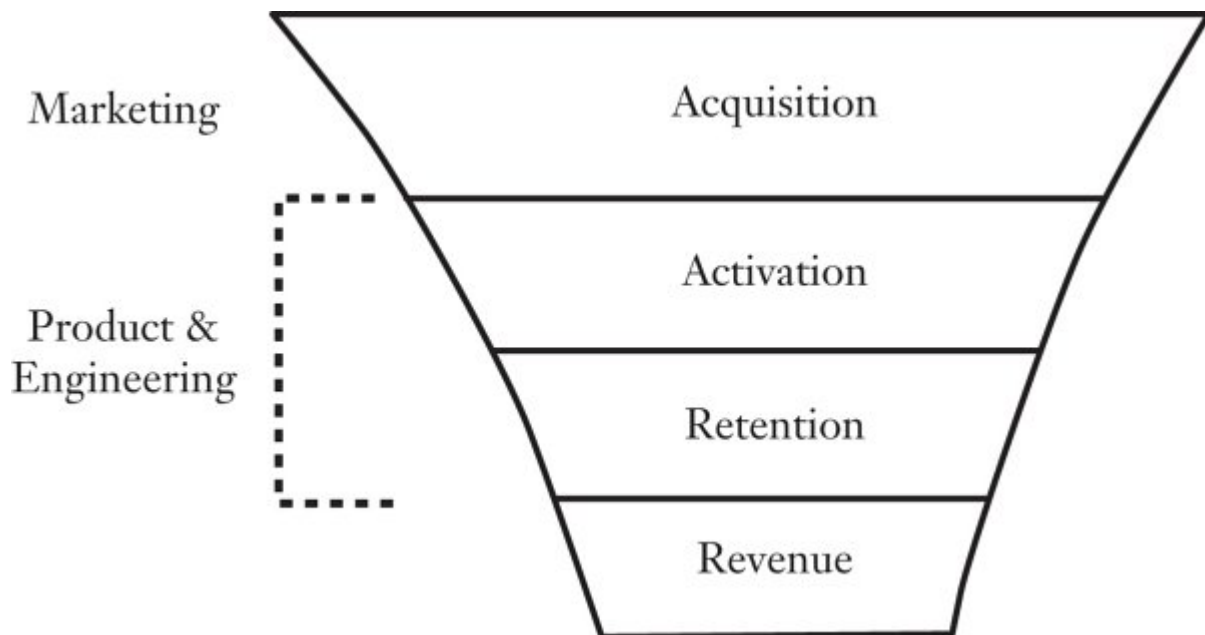 Marketing
Acquisition
Activation
Product &
Engineering
Retention
Revenue